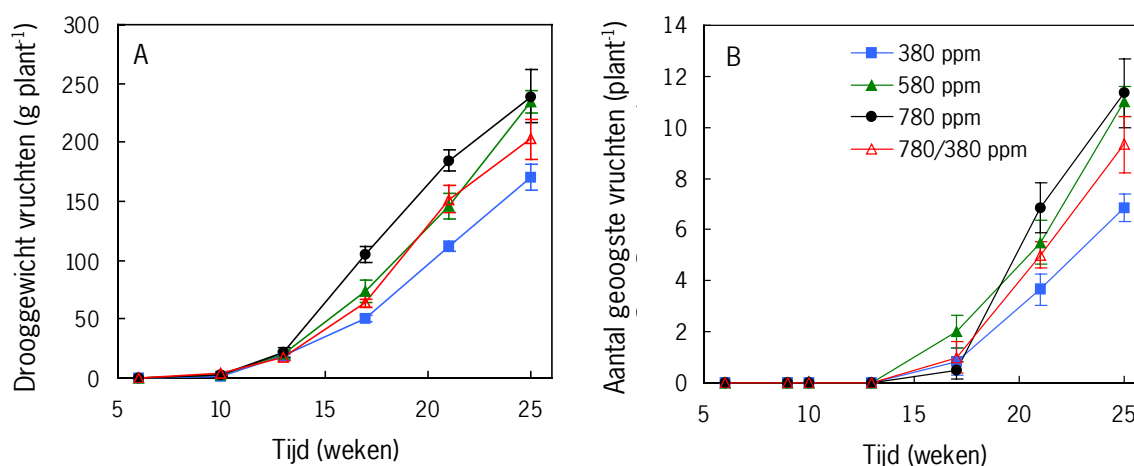 A
Drooggewicht vruchten (g plant-1)
300
250
200
150
100
50
0
5
10
15
20
25
Tijd (weken)
B
Aantal geoogste vruchten (plant-1)
14
12
10
8
6
4
2
0
5
10
15
20
25
Tijd (weken)
380 ppm
580 ppm
780 ppm
780/380 ppm